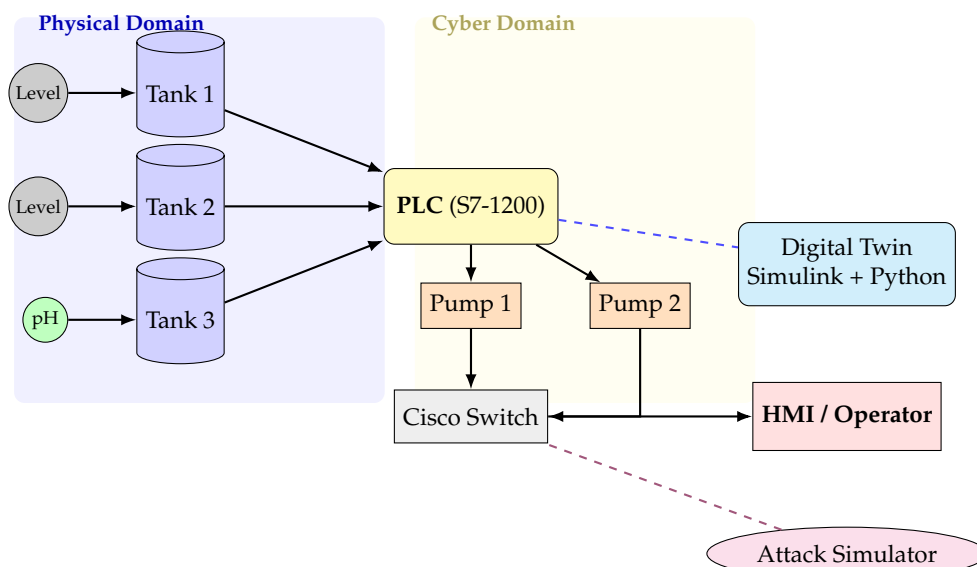 Physical Domain
Cyber Domain
Level
Tank 1
Level
Tank 2
pH
Tank 3
PLC (S7-1200)
Pump 1
Pump 2
Digital Twin
Simulink + Python
Cisco Switch
HMI / Operator
Attack Simulator